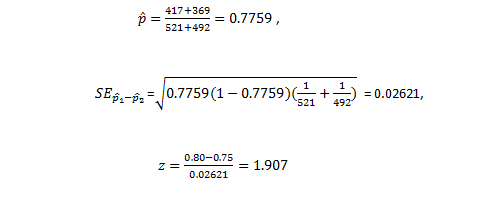 p̂ = (417+369)/(521+492) = 0.7759 ,
SE_{p̂₁−p̂₂} = √(0.7759(1 − 0.7759)(1/521 + 1/492)) = 0.02621,
z = (0.80−0.75)/0.02621 = 1.907